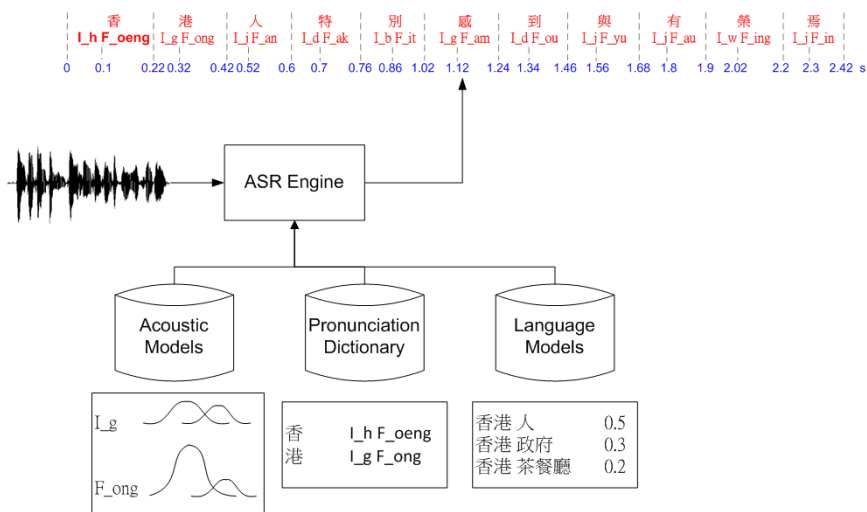 香 港 人 特 別 感 到 與 有 榮 焉
I_h F_oeng I_g F_ong I_j F_an I_d F_ak I_b F_it I_g F_am I_d F_ou I_j F_yu I_j F_au I_w F_ing I_j F_in
0 0.1 0.22 0.32 0.42 0.52 0.6 0.7 0.76 0.86 1.02 1.12 1.24 1.34 1.46 1.56 1.68 1.8 1.9 2.02 2.2 2.3 2.42 s
ASR Engine
Acoustic
Models
Pronunciation
Dictionary
Language
Models
I_g
F_ong
香 I_h F_oeng
港 I_g F_ong
香港 人 0.5
香港 政府 0.3
香港 茶餐廳 0.2